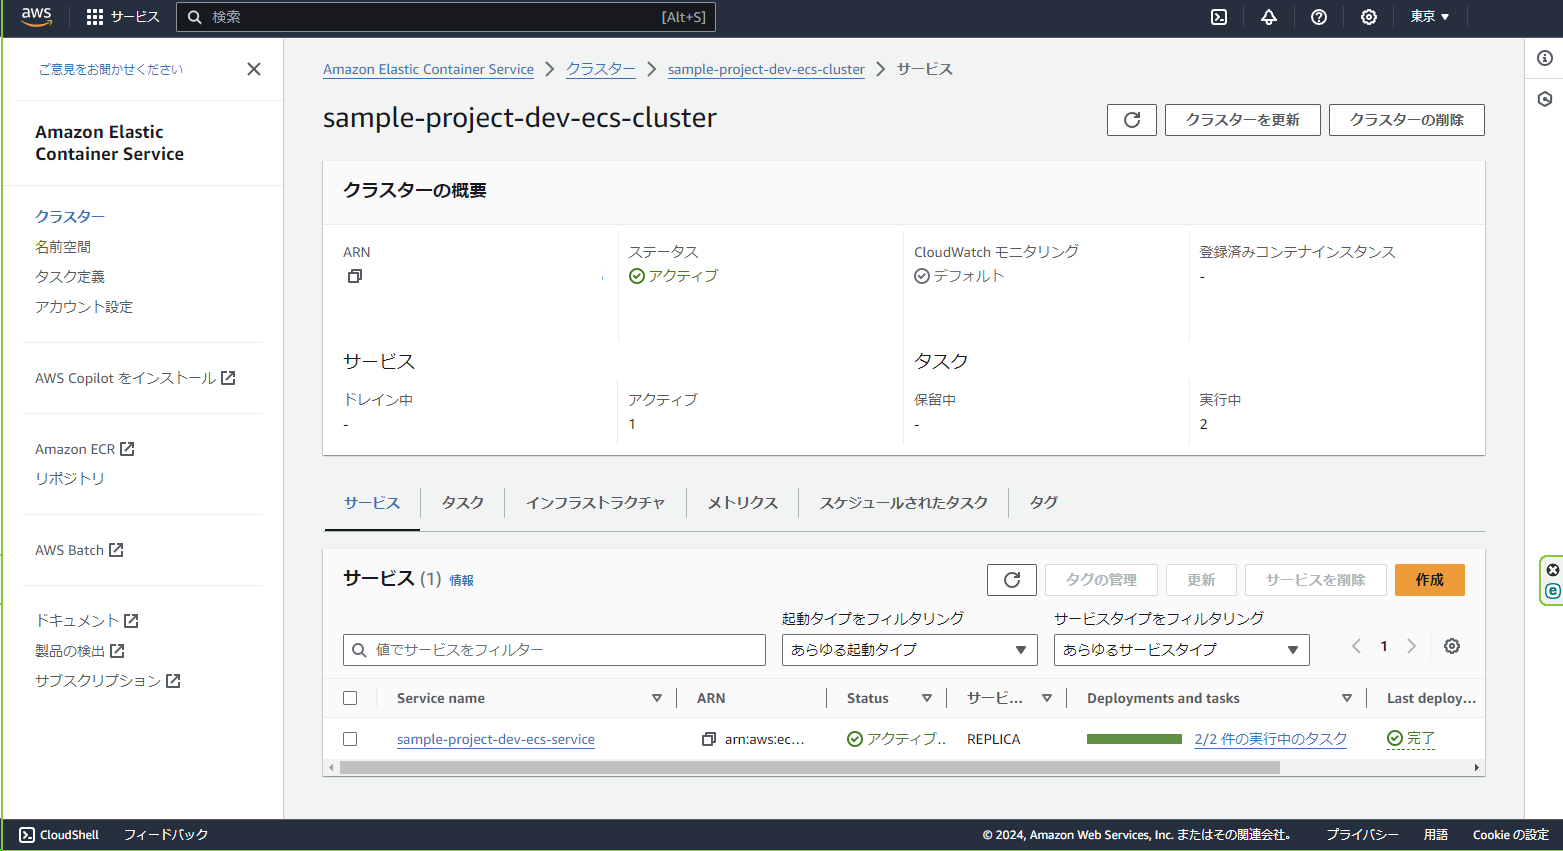 aws サービス 検索 [Alt+S] 東京
ご意見をお聞かせください
Amazon Elastic
Container Service
クラスター
名前空間
タスク定義
アカウント設定
AWS Copilot をインストール
Amazon ECR
リポジトリ
AWS Batch
ドキュメント
製品の検出
サブスクリプション
Amazon Elastic Container Service クラスター sample-project-dev-ecs-cluster サービス
sample-project-dev-ecs-cluster
クラスターを更新 クラスターの削除
クラスターの概要
ARN
ステータス
アクティブ
CloudWatch モニタリング
デフォルト
登録済みコンテナインスタンス
-
サービス
ドレイン中
-
アクティブ
1
タスク
保留中
-
実行中
2
サービス タスク インフラストラクチャ メトリクス スケジュールされたタスク タグ
サービス (1) 情報
タグの管理 更新 サービスを削除 作成
起動タイプをフィルタリング サービスタイプをフィルタリング
値でサービスをフィルター あらゆる起動タイプ あらゆるサービスタイプ 1
Service name ARN Status サービ... Deployments and tasks Last deploy...
sample-project-dev-ecs-service arn:aws:ec... アクティブ.. REPLICA 2/2 件の実行中のタスク 完了
CloudShell フィードバック © 2024, Amazon Web Services, Inc. またはその関連会社。 プライバシー 用語 Cookie の設定